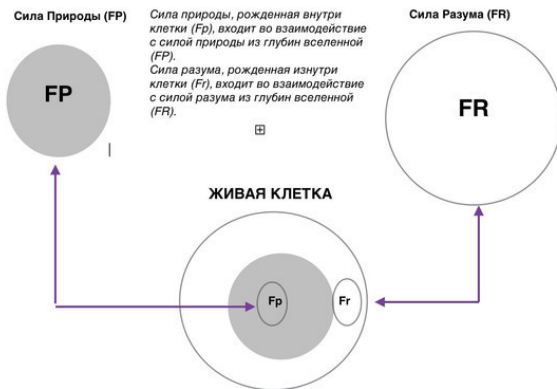 Сила Природы (FP)
Сила природы, рожденная внутри
клетки (Fp), входит во взаимодействие
с силой природы из глубин вселенной
(FP).
Сила разума, рожденная изнутри
клетки (Fr), входит во взаимодействие
с силой разума из глубин вселенной
(FR).
Сила Разума (FR)
FP
FR
ЖИВАЯ КЛЕТКА
Fp
Fr